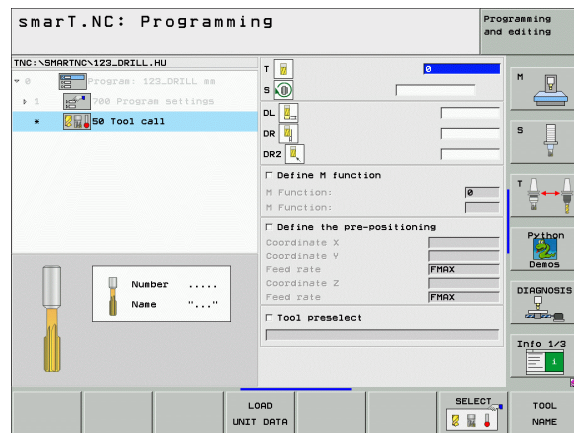 smarT.NC: Programming
Programming
and editing
TNC:\SMARTNC\123_DRILL.HU
0 Program: 123_DRILL mm
1 700 Program settings
* 50 Tool call
T 0
S
DL
DR
DR2
Define M function
M Function: 0
M Function:
Define the pre-positioning
Coordinate X
Coordinate Y
Feed rate FMAX
Coordinate Z
Feed rate FMAX
Tool preselect
Number .....
Name "..."
M
S
T
Python
Demos
DIAGNOSIS
Info 1/3
i
LOAD
UNIT DATA
SELECT
TOOL
NAME